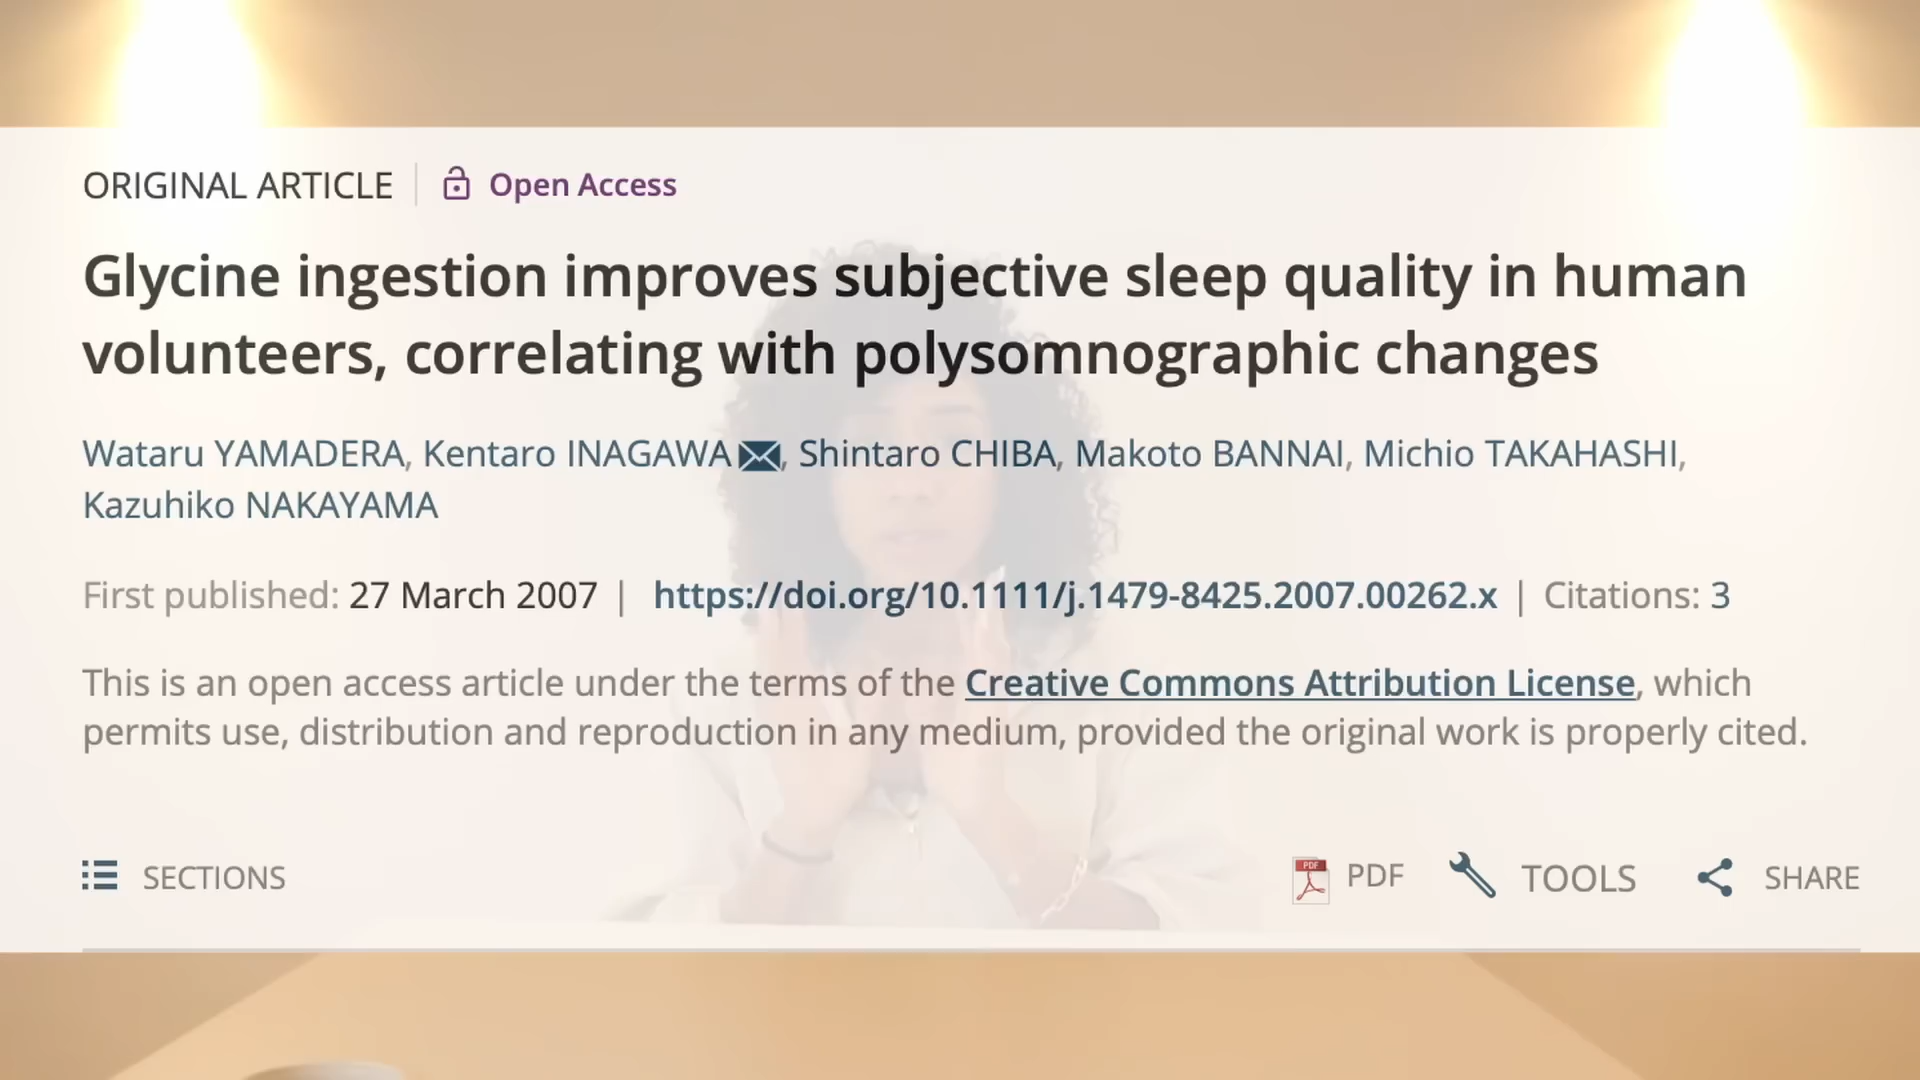 ORIGINAL ARTICLE | Open Access
Glycine ingestion improves subjective sleep quality in human
volunteers, correlating with polysomnographic changes
Wataru YAMADERA, Kentaro INAGAWA, Shintaro CHIBA, Makoto BANNAI, Michio TAKAHASHI,
Kazuhiko NAKAYAMA
First published: 27 March 2007 | https://doi.org/10.1111/j.1479-8425.2007.00262.x | Citations: 3
This is an open access article under the terms of the Creative Commons Attribution License, which
permits use, distribution and reproduction in any medium, provided the original work is properly cited.
SECTIONS PDF PDF TOOLS SHARE